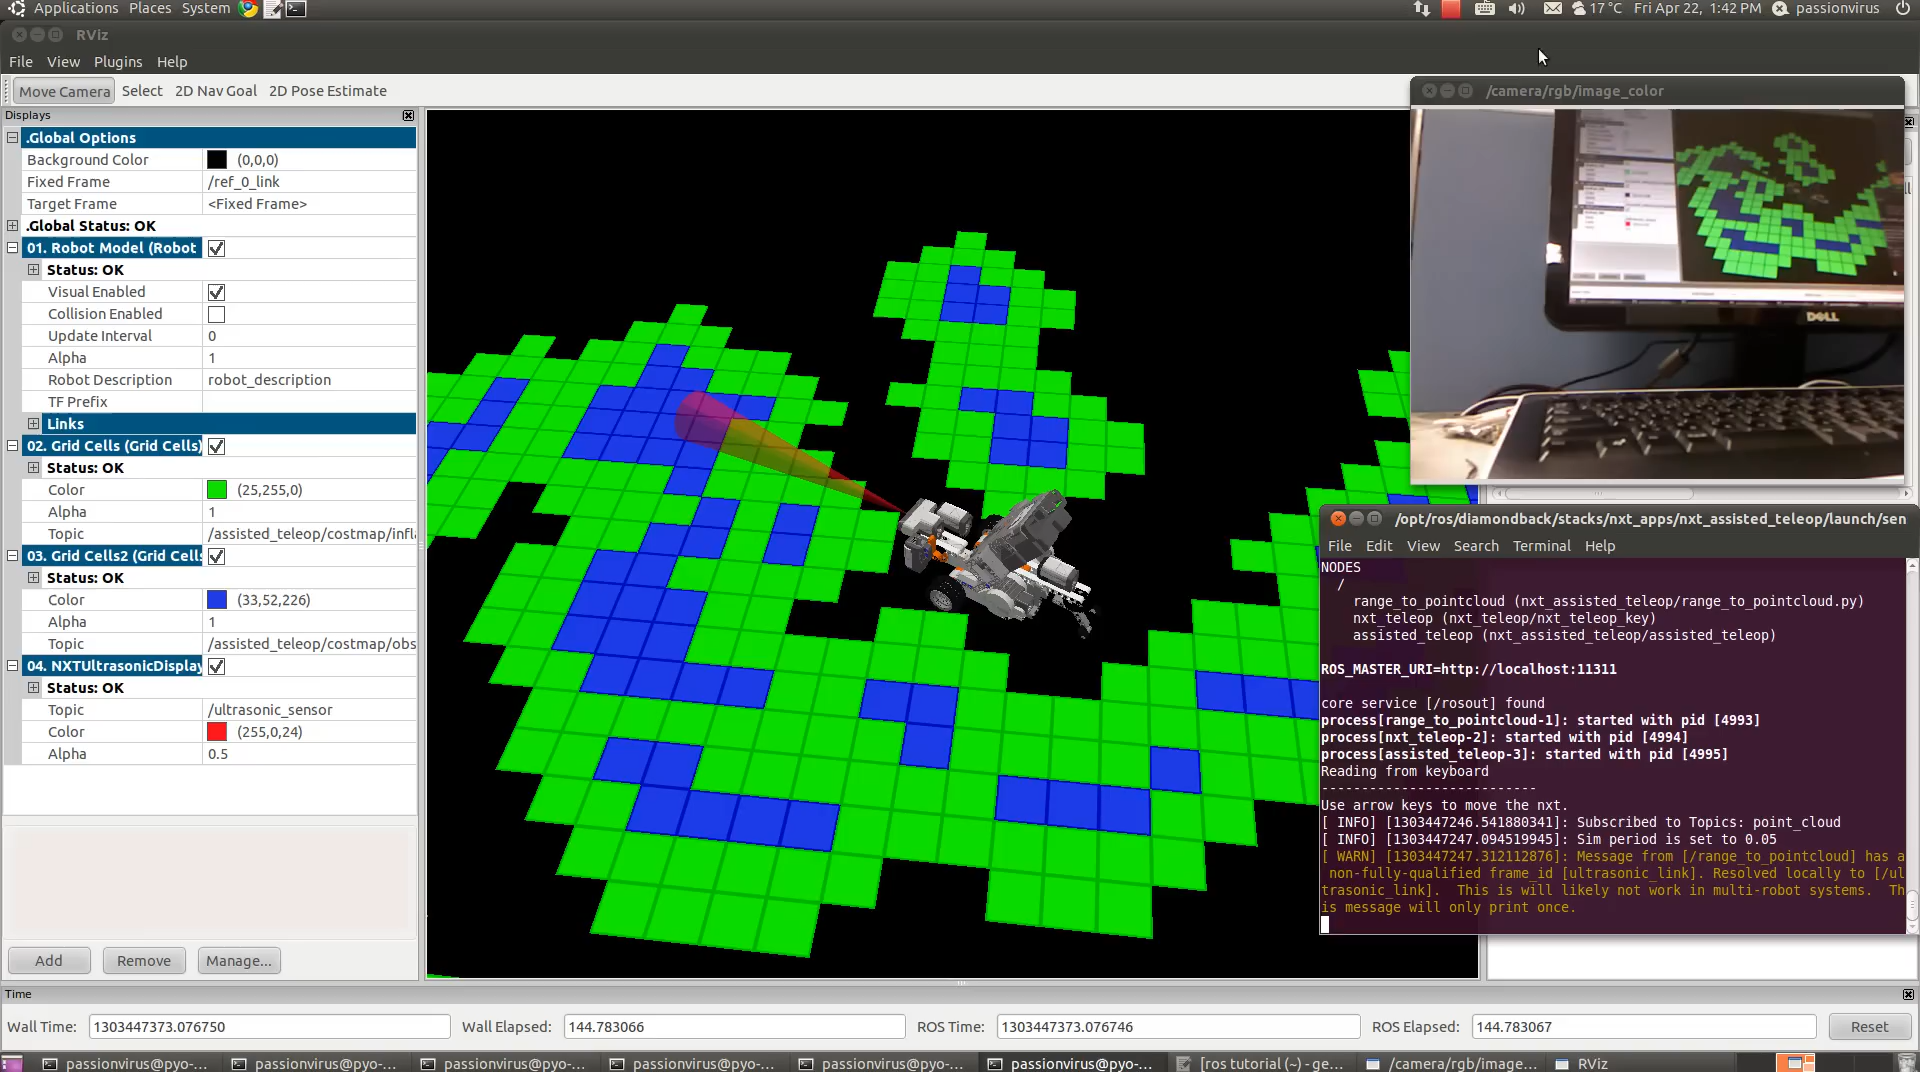 Applications Places System
17 °C Fri Apr 22, 1:42 PM passionvirus
RViz
File View Plugins Help
Move Camera Select 2D Nav Goal 2D Pose Estimate
Displays
.Global Options
Background Color (0,0,0)
Fixed Frame /ref_0_link
Target Frame <Fixed Frame>
.Global Status: OK
01. Robot Model (Robot
Status: OK
Visual Enabled
Collision Enabled
Update Interval 0
Alpha 1
Robot Description robot_description
TF Prefix
Links
02. Grid Cells (Grid Cells)
Status: OK
Color (25,255,0)
Alpha 1
Topic /assisted_teleop/costmap/infl
03. Grid Cells2 (Grid Cells
Status: OK
Color (33,52,226)
Alpha 1
Topic /assisted_teleop/costmap/obs
04. NXTUltrasonicDisplay
Status: OK
Topic /ultrasonic_sensor
Color (255,0,24)
Alpha 0.5
Add Remove Manage...
/camera/rgb/image_color
DELL
/opt/ros/diamondback/stacks/nxt_apps/nxt_assisted_teleop/launch/sen
File Edit View Search Terminal Help
NODES
/
range_to_pointcloud (nxt_assisted_teleop/range_to_pointcloud.py)
nxt_teleop (nxt_teleop/nxt_teleop_key)
assisted_teleop (nxt_assisted_teleop/assisted_teleop)
ROS_MASTER_URI=http://localhost:11311
core service [/rosout] found
process[range_to_pointcloud-1]: started with pid [4993]
process[nxt_teleop-2]: started with pid [4994]
process[assisted_teleop-3]: started with pid [4995]
Reading from keyboard
---------------------------
Use arrow keys to move the nxt.
[ INFO] [1303447246.541880341]: Subscribed to Topics: point_cloud
[ INFO] [1303447247.094519945]: Sim period is set to 0.05
[ WARN] [1303447247.312112876]: Message from [/range_to_pointcloud] has a
non-fully-qualified frame_id [ultrasonic_link]. Resolved locally to [/ul
trasonic_link].  This is will likely not work in multi-robot systems.  Th
is message will only print once.
Time
Wall Time: 1303447373.076750 Wall Elapsed: 144.783066 ROS Time: 1303447373.076746 ROS Elapsed: 144.783067 Reset
passionvirus@pyo-... passionvirus@pyo-... passionvirus@pyo-... passionvirus@pyo-... passionvirus@pyo-... passionvirus@pyo-... [ros tutorial (~) - ge... /camera/rgb/image... RViz